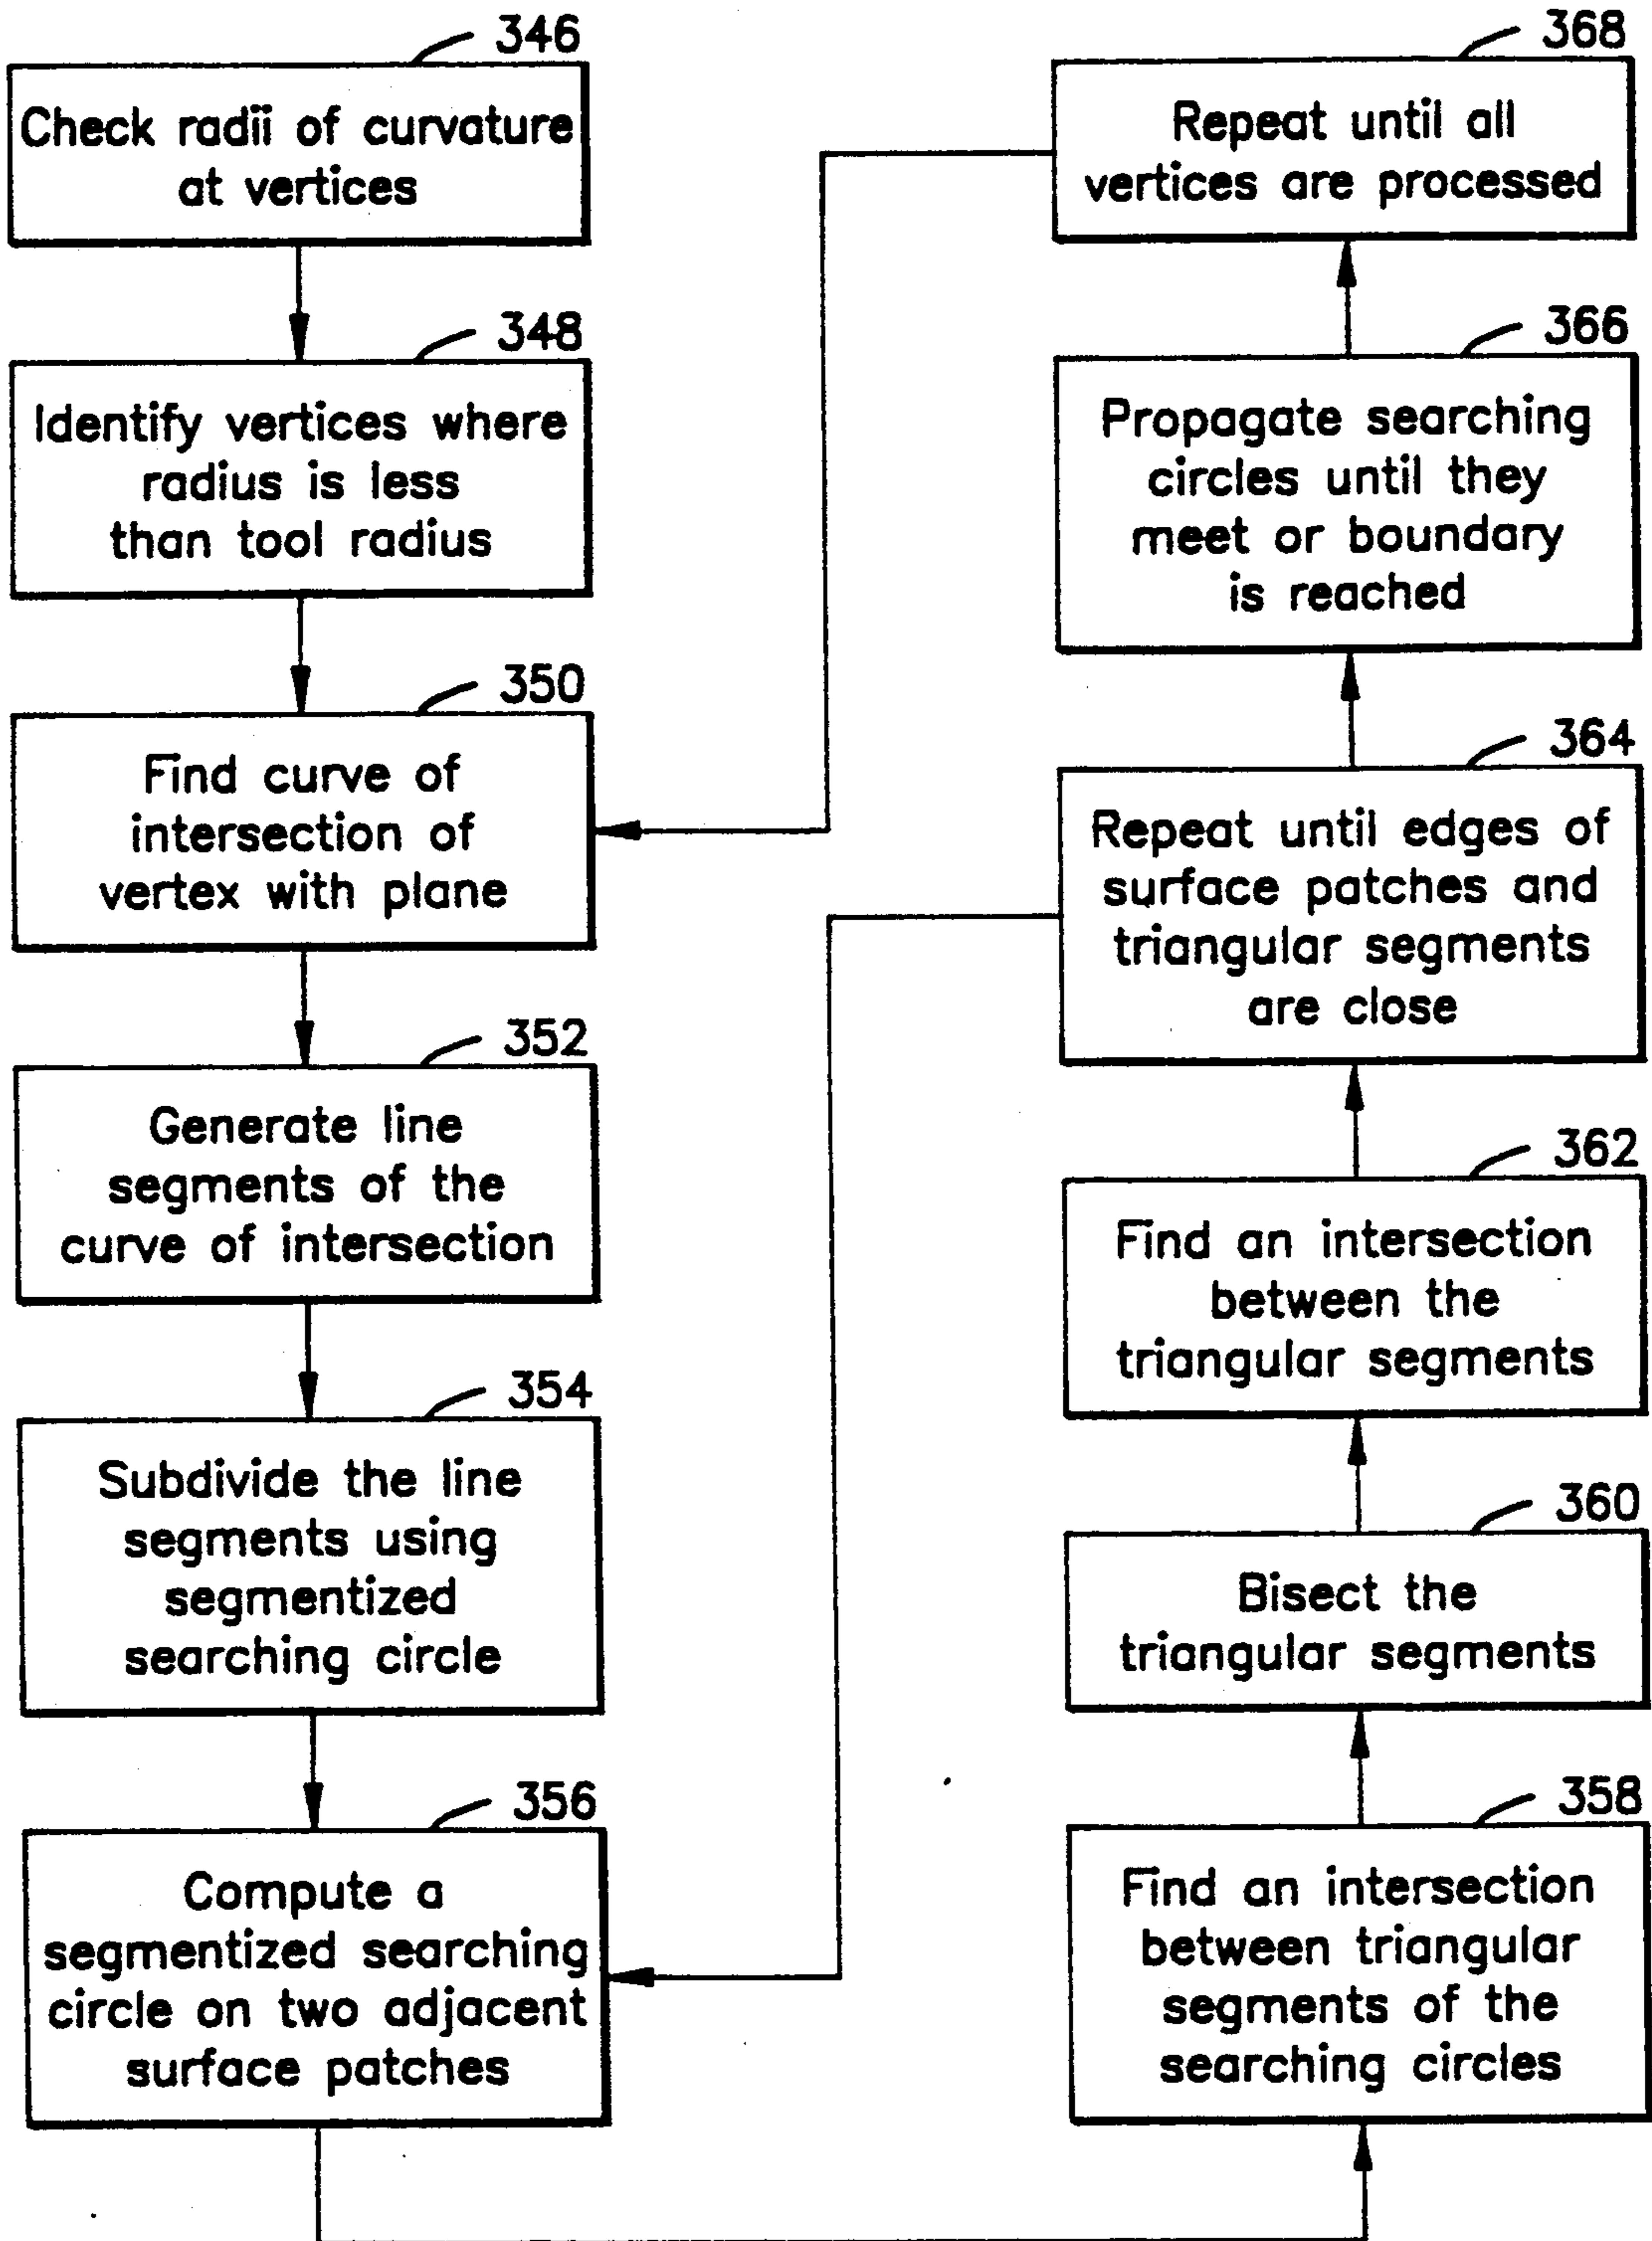 346
Check radii of curvature
at vertices
348
Identify vertices where
radius is less
than tool radius
350
Find curve of
intersection of
vertex with plane
352
Generate line
segments of the
curve of intersection
354
Subdivide the line
segments using
segmentized
searching circle
356
Compute a
segmentized searching
circle on two adjacent
surface patches
358
Find an intersection
between triangular
segments of the
searching circles
360
Bisect the
triangular segments
362
Find an intersection
between the
triangular segments
364
Repeat until edges of
surface patches and
triangular segments
are close
366
Propagate searching
circles until they
meet or boundary
is reached
368
Repeat until all
vertices are processed